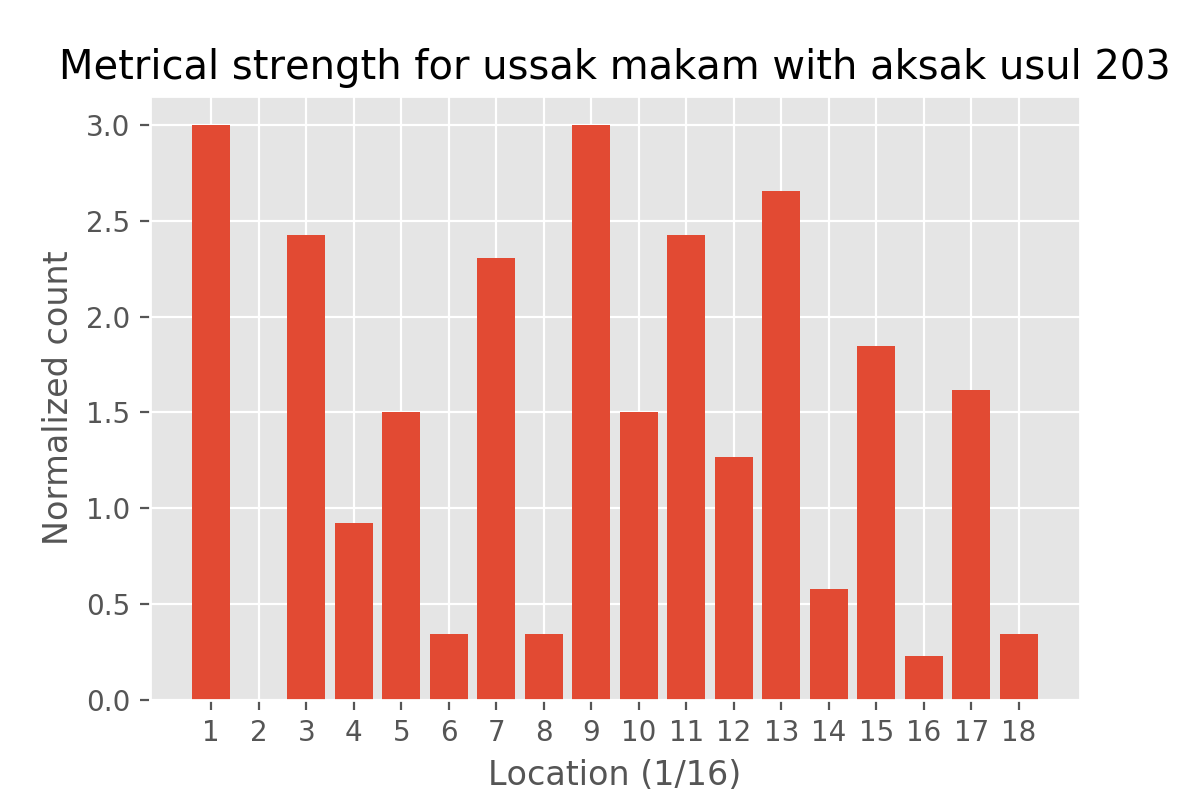 Metrical strength for ussak makam with aksak usul 203
3.0
2.5
2.0
1.5
1.0
0.5
0.0
Normalized count
1 2 3 4 5 6 7 8 9 10 11 12 13 14 15 16 17 18
Location (1/16)